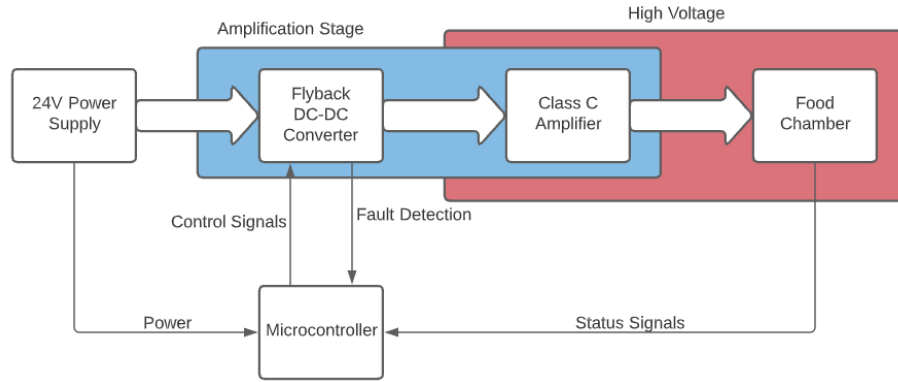 High Voltage
Amplification Stage
24V Power
Supply
Flyback
DC-DC
Converter
Class C
Amplifier
Food
Chamber
Control Signals
Fault Detection
Microcontroller
Power
Status Signals